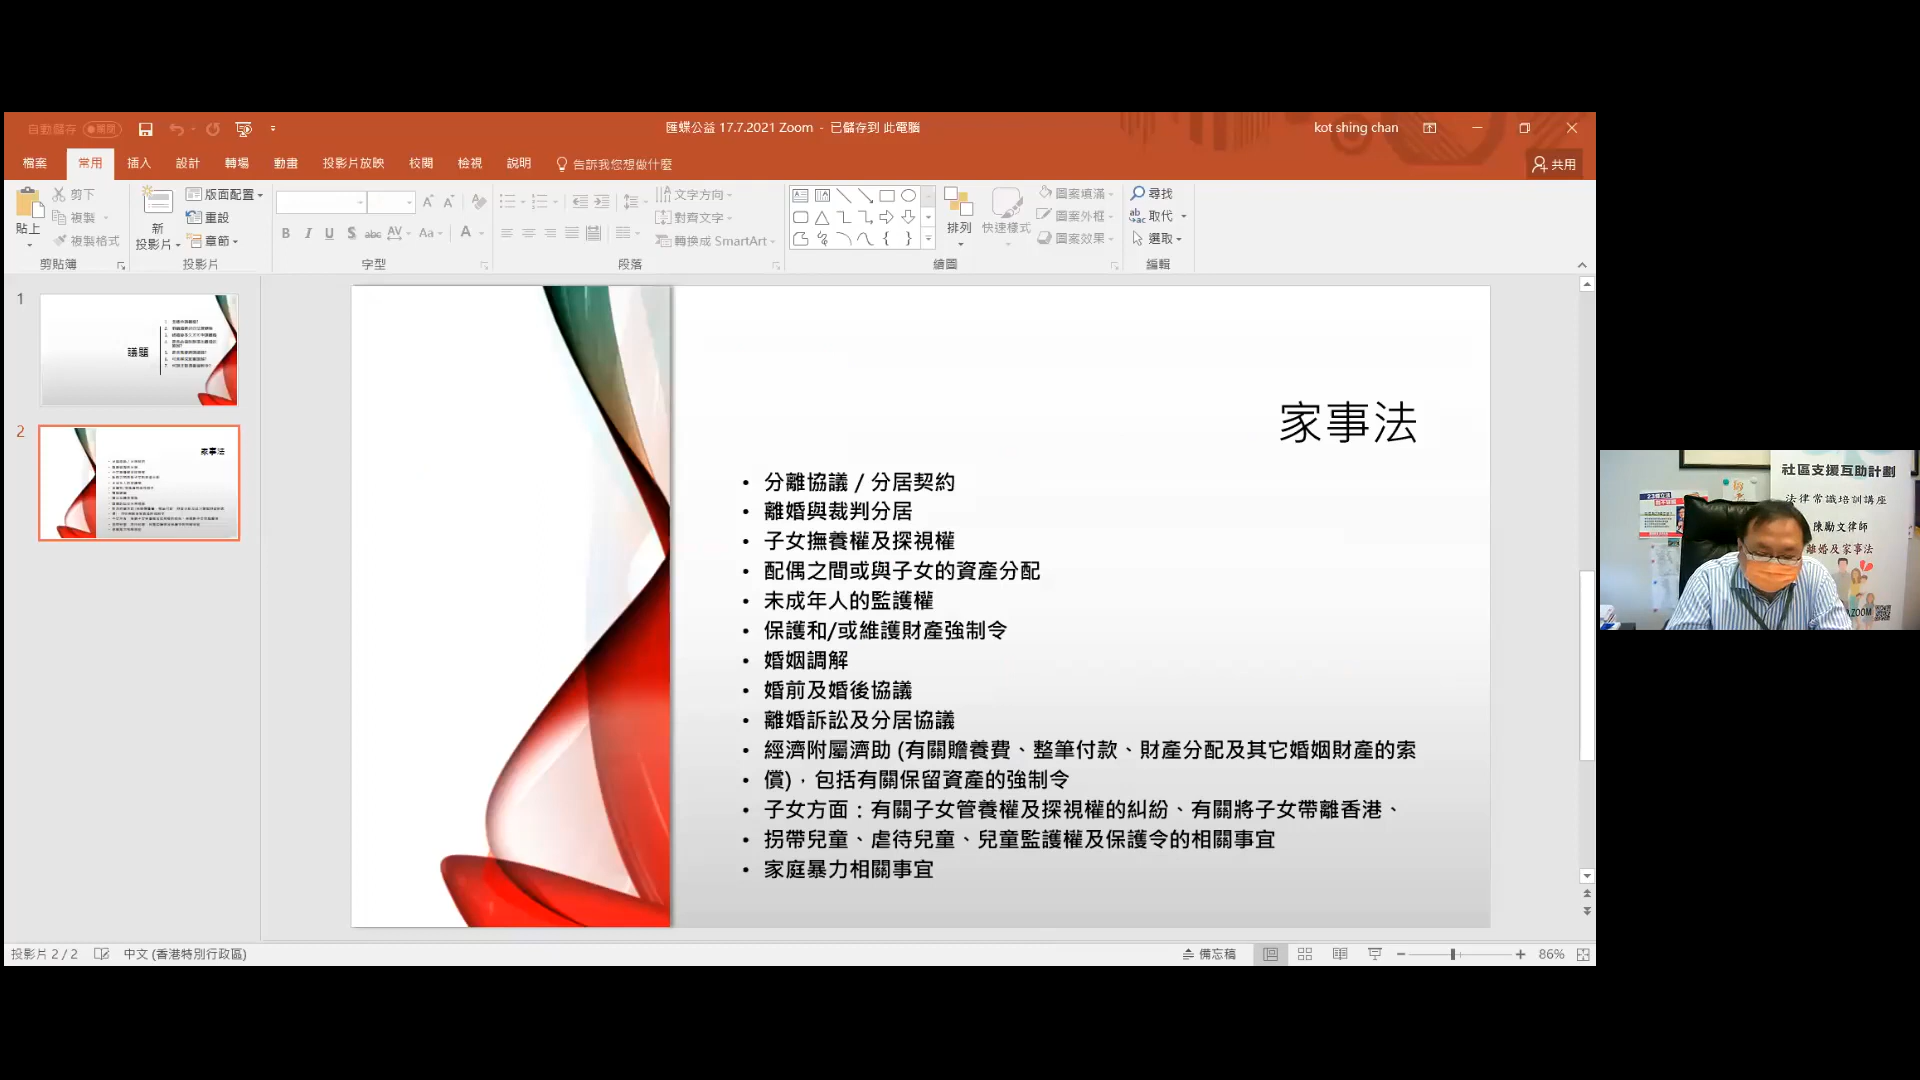 自動儲存 關閉
匯蝶公益 17.7.2021 Zoom - 已儲存到 此電腦
kot shing chan
檔案 常用 插入 設計 轉場 動畫 投影片放映 校閱 檢視 說明 告訴我您想做什麼 共用
貼上
剪下
複製
複製格式
剪貼簿
新
投影片
版面配置
重設
章節
投影片
字型
文字方向
對齊文字
轉換成 SmartArt
段落
排列
快速樣式
圖案填滿
圖案外框
圖案效果
繪圖
尋找
取代
選取
編輯
1
議題
2
家事法
家事法
• 分離協議 / 分居契約
• 離婚與裁判分居
• 子女撫養權及探視權
• 配偶之間或與子女的資產分配
• 未成年人的監護權
• 保護和/或維護財產強制令
• 婚姻調解
• 婚前及婚後協議
• 離婚訴訟及分居協議
• 經濟附屬濟助 (有關贍養費、整筆付款、財產分配及其它婚姻財產的索
• 償)，包括有關保留資產的強制令
• 子女方面：有關子女管養權及探視權的糾紛、有關將子女帶離香港、
• 拐帶兒童、虐待兒童、兒童監護權及保護令的相關事宜
• 家庭暴力相關事宜
社區支援互助計劃
法律常識培訓講座
陳勵文律師
離婚及家事法
ZOOM
投影片 2 / 2 中文 (香港特別行政區)
備忘稿
86%